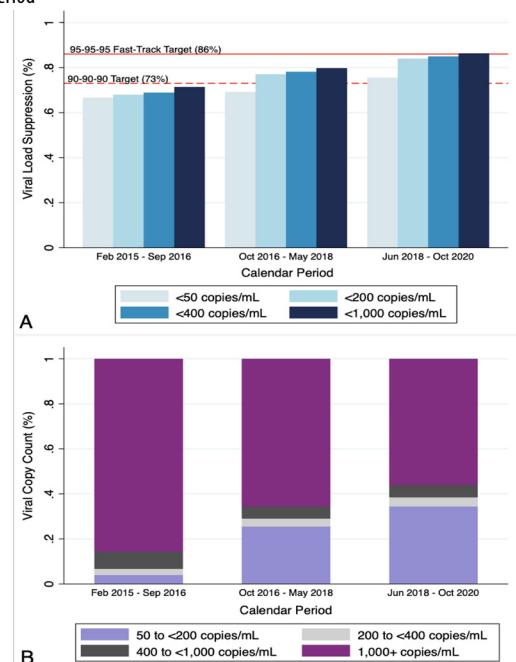 1
95-95-95 Fast-Track Target (86%)
.8
90-90-90 Target (73%)
.6
.4
.2
0
Viral Load Suppression (%)
Feb 2015 - Sep 2016 Oct 2016 - May 2018 Jun 2018 - Oct 2020
Calendar Period
<50 copies/mL <200 copies/mL
<400 copies/mL <1,000 copies/mL
A
1
.8
.6
.4
.2
0
Viral Copy Count (%)
Feb 2015 - Sep 2016 Oct 2016 - May 2018 Jun 2018 - Oct 2020
Calendar Period
50 to <200 copies/mL 200 to <400 copies/mL
400 to <1,000 copies/mL 1,000+ copies/mL
B